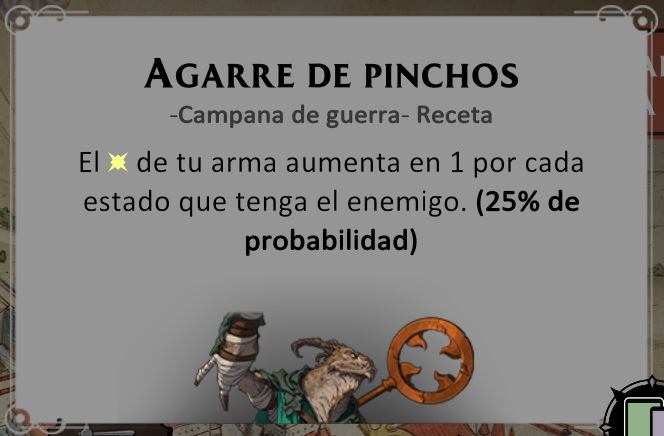 AGARRE DE PINCHOS
-Campana de guerra- Receta
El de tu arma aumenta en 1 por cada
estado que tenga el enemigo. (25% de
probabilidad)